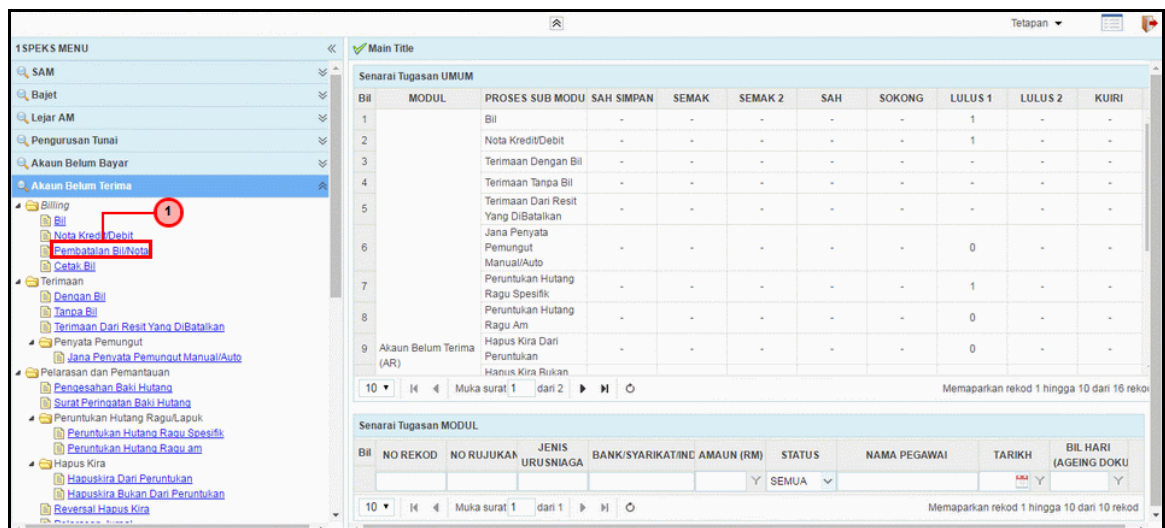 Tetapan
1SPEKS MENU
Main Title
SAM
Bajet
Lejar AM
Pengurusan Tunai
Akaun Belum Bayar
Akaun Belum Terima
Billing
1
Bil
Nota Kredit/Debit
Pembatalan Bil/Nota
Cetak Bil
Terimaan
Dengan Bil
Tanpa Bil
Terimaan Dari Resit Yang DiBatalkan
Penyata Pemungut
Jana Penyata Pemungut Manual/Auto
Pelarasan dan Pemantauan
Pengesahan Baki Hutang
Surat Peringatan Baki Hutang
Peruntukan Hutang Ragu/Lapuk
Peruntukan Hutang Ragu Spesifik
Peruntukan Hutang Ragu am
Hapus Kira
Hapuskira Dari Peruntukan
Hapuskira Bukan Dari Peruntukan
Reversal Hapus Kira
Pelarasan Jurnal
Senarai Tugasan UMUM
Bil MODUL PROSES SUB MODU SAH SIMPAN SEMAK SEMAK 2 SAH SOKONG LULUS 1 LULUS 2 KUIRI
1 Bil - - - - - 1 - -
2 Nota Kredit/Debit - - - - - 1 - -
3 Terimaan Dengan Bil - - - - - - - -
4 Terimaan Tanpa Bil - - - - - - - -
5 Terimaan Dari Resit
Yang DiBatalkan - - - - - - - -
Jana Penyata
6 Pemungut - - - - - 0 - -
Manual/Auto
7 Peruntukan Hutang
Ragu Spesifik - - - - - 1 - -
8 Peruntukan Hutang
Ragu Am - - - - - 0 - -
9 Akaun Belum Terima Hapus Kira Dari
(AR) Peruntukan - - - - - 0 - -
Hapus Kira Bukan
10 Muka surat 1 dari 2 Memaparkan rekod 1 hingga 10 dari 16 rekor
Senarai Tugasan MODUL
Bil NO REKOD NO RUJUKAN JENIS
URUSNIAGA BANK/SYARIKAT/IND AMAUN (RM) STATUS NAMA PEGAWAI TARIKH BIL HARI
(AGEING DOKU
SEMUA
10 Muka surat 1 dari 1 Memaparkan rekod 1 hingga 10 dari 10 rekod